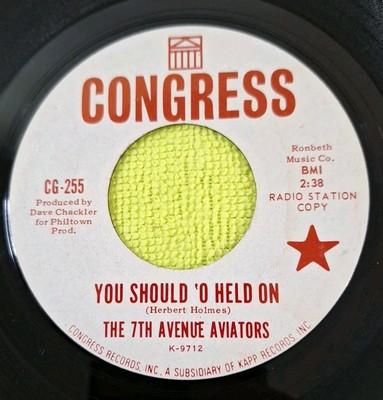 CONGRESS
CG-255
Produced by
Dave Chackler
for Philtown
Prod.
Ronbeth
Music Co.
BMI
2:38
RADIO STATION
COPY
YOU SHOULD 'O HELD ON
(Herbert Holmes)
THE 7TH AVENUE AVIATORS
K-9712
CONGRESS RECORDS, INC. A SUBSIDIARY OF KAPP RECORDS, INC.